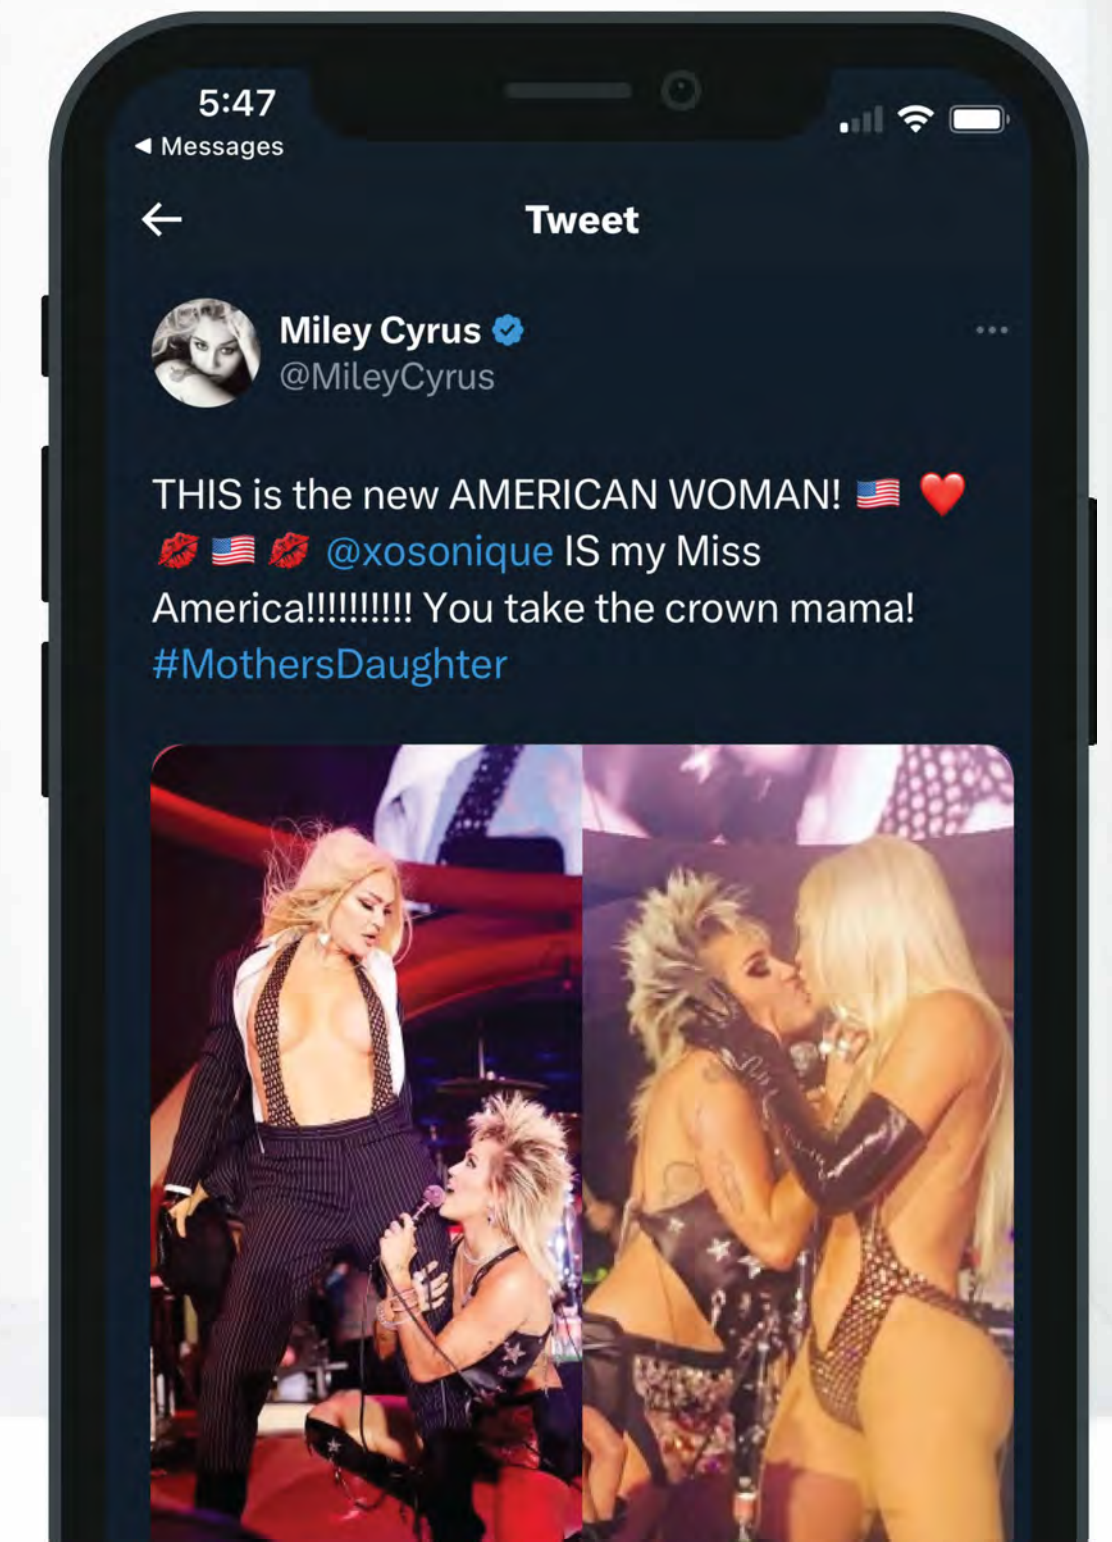 5:47
◀ Messages
Tweet
Miley Cyrus
@MileyCyrus
THIS is the new AMERICAN WOMAN! 🇺🇸 ❤️
💋 🇺🇸 💋 @xosonique IS my Miss
America!!!!!!!!!! You take the crown mama!
#MothersDaughter